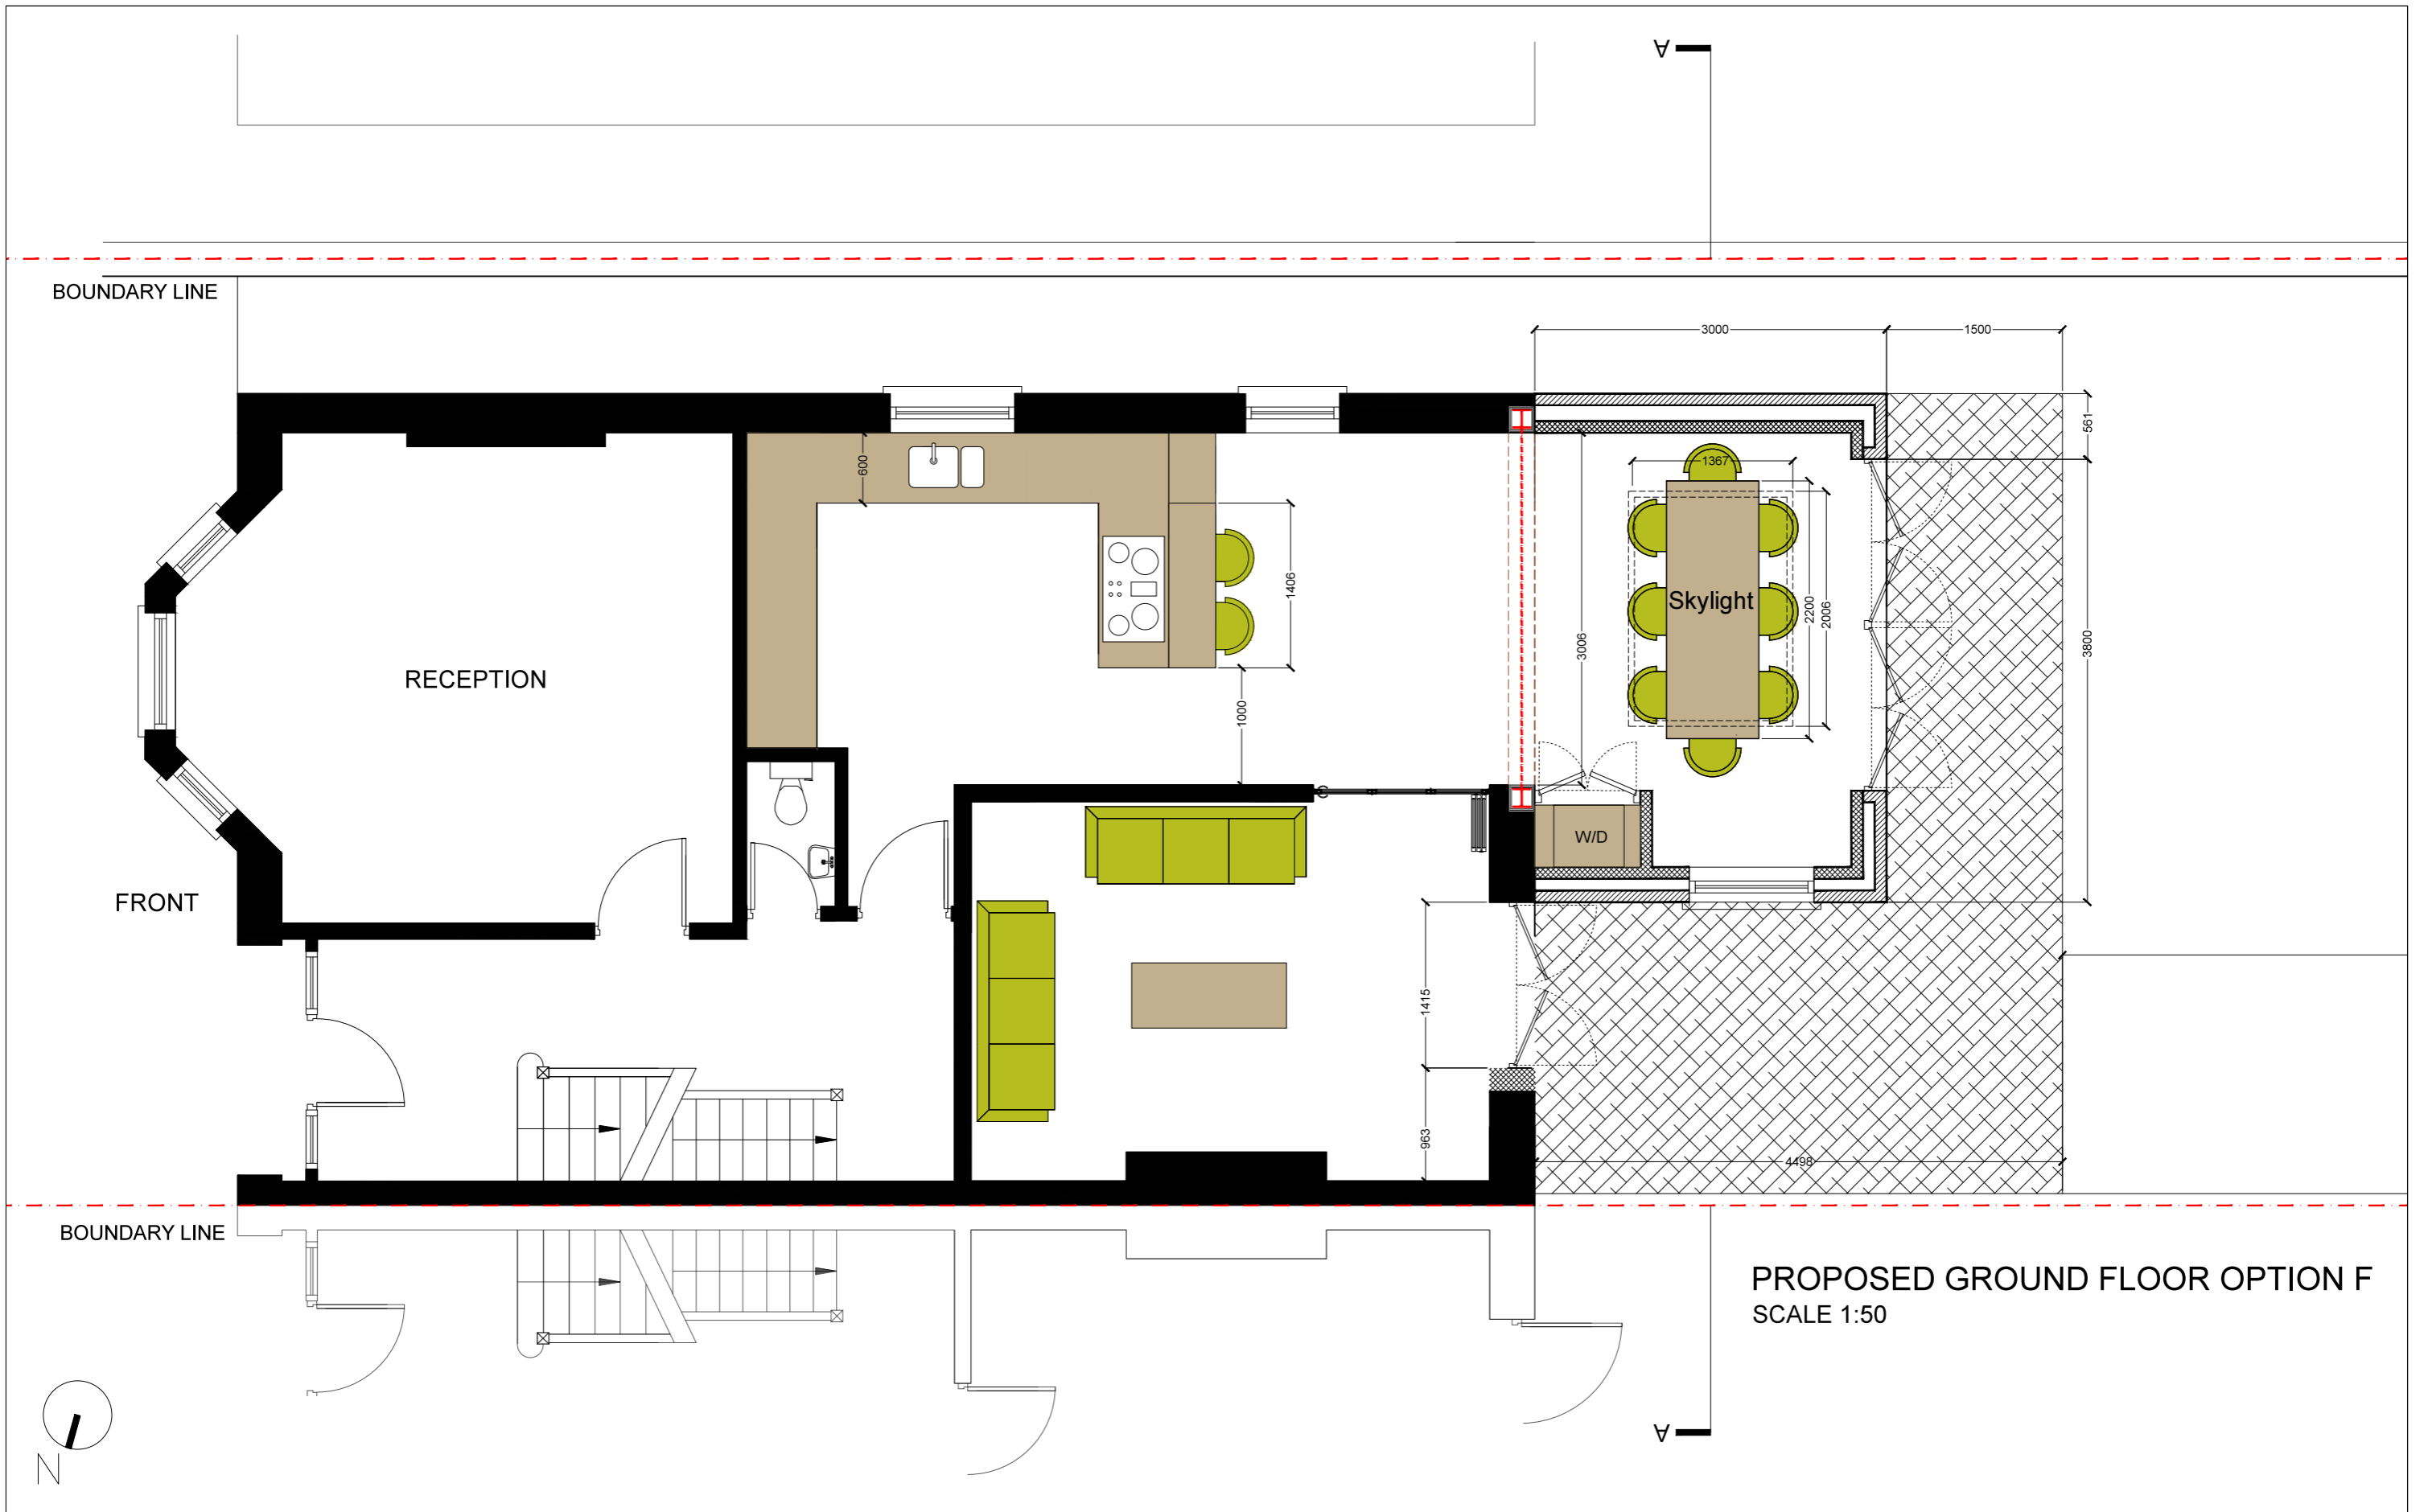 A
BOUNDARY LINE
3000
1500
561
600
1367
1406
Skylight
2200
2006
3006
3800
RECEPTION
1000
W/D
FRONT
1415
963
4498
BOUNDARY LINE
PROPOSED GROUND FLOOR OPTION F
SCALE 1:50
A
N